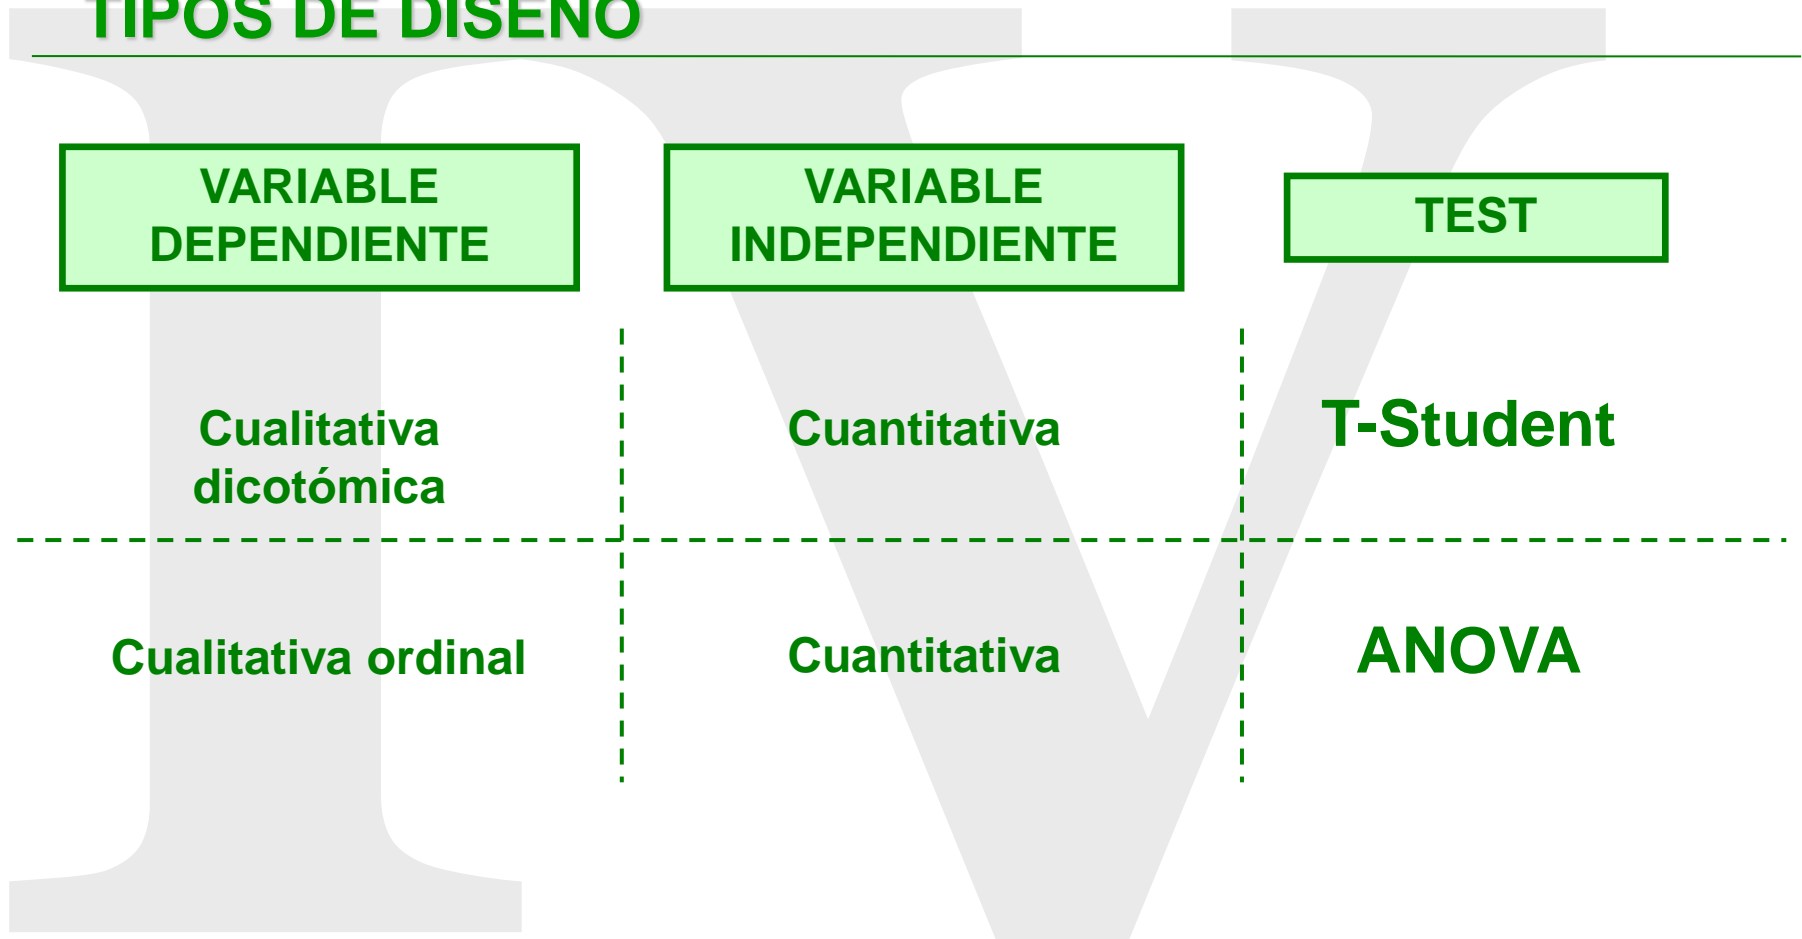 TIPOS DE DISEÑO
VARIABLE
DEPENDIENTE
VARIABLE
INDEPENDIENTE
TEST
Cualitativa
dicotómica
Cuantitativa
T-Student
Cualitativa ordinal
Cuantitativa
ANOVA